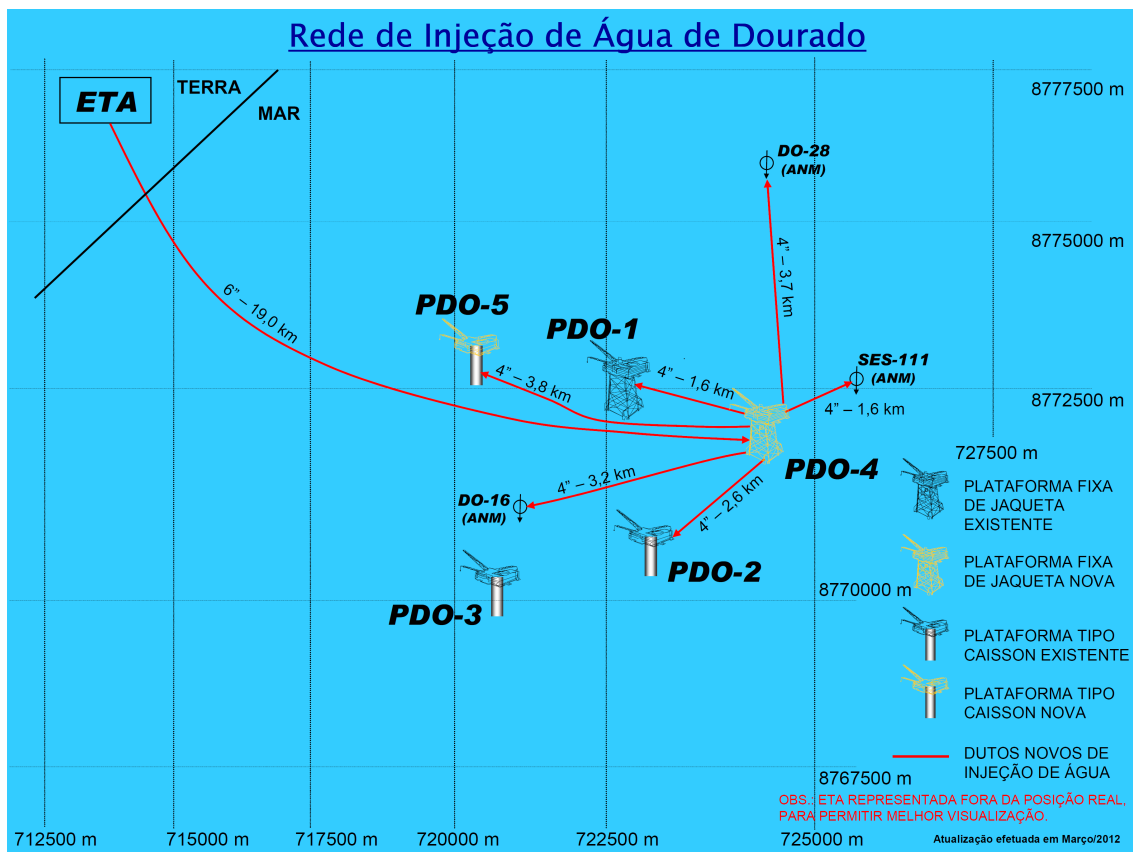 Rede de Injeção de Água de Dourado
ETA
TERRA
MAR
8777500 m
DO-28
(ANM)
8775000 m
4” – 3,7 km
6” – 19,0 km
PDO-5
PDO-1
SES-111
(ANM)
4” – 3,8 km
4” – 1,6 km
4” – 1,6 km
8772500 m
727500 m
PDO-4
4” – 3,2 km
DO-16
(ANM)
4” – 2,6 km
PDO-2
PDO-3
PLATAFORMA FIXA
DE JAQUETA
EXISTENTE
PLATAFORMA FIXA
DE JAQUETA NOVA
8770000 m
PLATAFORMA TIPO
CAISSON EXISTENTE
PLATAFORMA TIPO
CAISSON NOVA
DUTOS NOVOS DE
INJEÇÃO DE ÁGUA
8767500 m
OBS.: ETA REPRESENTADA FORA DA POSIÇÃO REAL,
PARA PERMITIR MELHOR VISUALIZAÇÃO.
712500 m
715000 m
717500 m
720000 m
722500 m
725000 m
Atualização efetuada em Março/2012